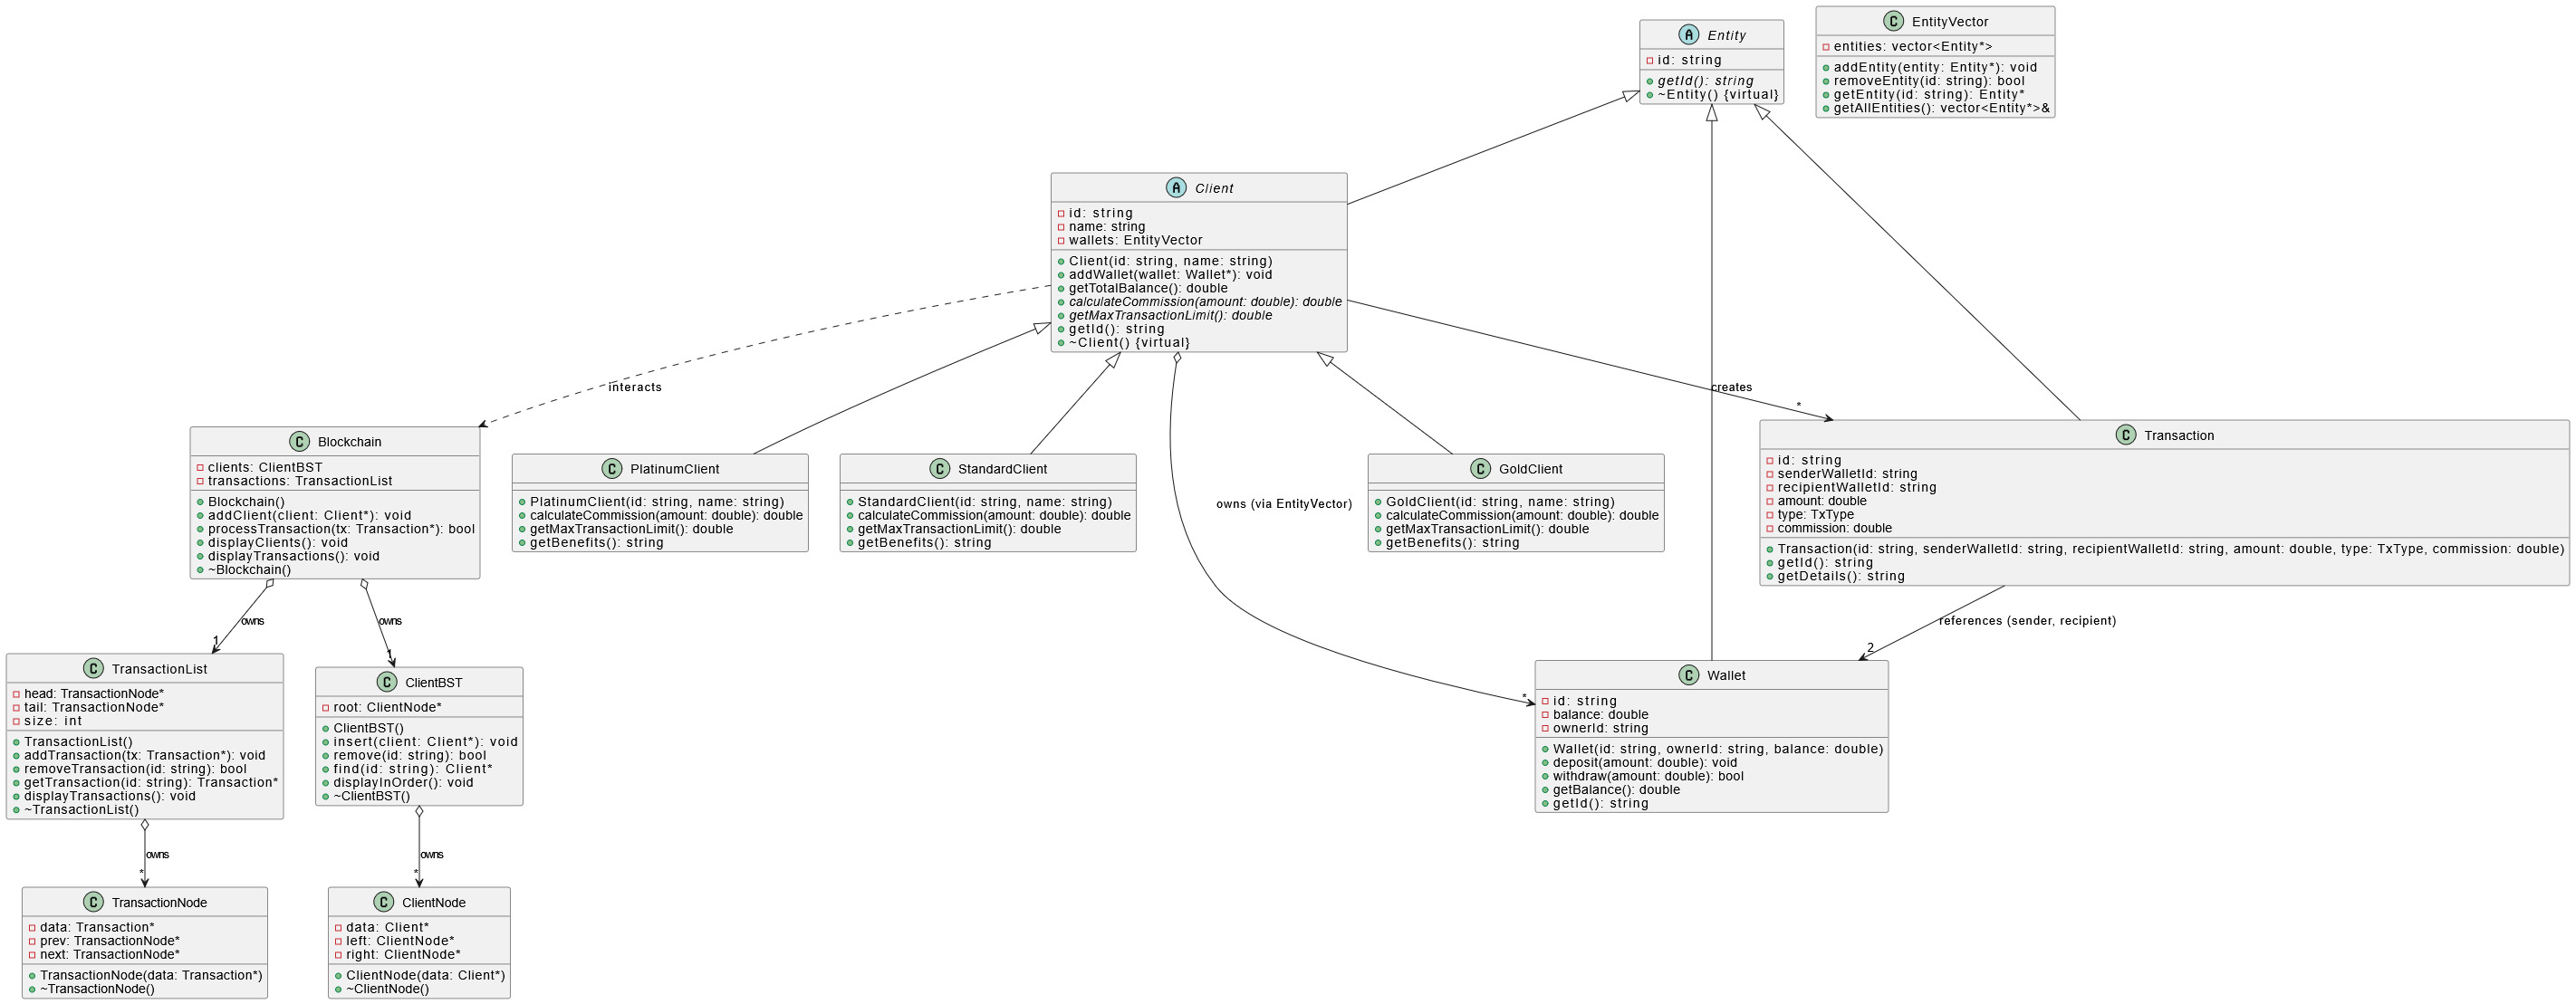 A Entity
id: string
getId(): string
~Entity() {virtual}
C EntityVector
entities: vector<Entity*>
addEntity(entity: Entity*): void
removeEntity(id: string): bool
getEntity(id: string): Entity*
getAllEntities(): vector<Entity*>&
A Client
id: string
name: string
wallets: EntityVector
Client(id: string, name: string)
addWallet(wallet: Wallet*): void
getTotalBalance(): double
calculateCommission(amount: double): double
getMaxTransactionLimit(): double
getId(): string
~Client() {virtual}
interacts
creates
*
C Blockchain
clients: ClientBST
transactions: TransactionList
Blockchain()
addClient(client: Client*): void
processTransaction(tx: Transaction*): bool
displayClients(): void
displayTransactions(): void
~Blockchain()
C PlatinumClient
PlatinumClient(id: string, name: string)
calculateCommission(amount: double): double
getMaxTransactionLimit(): double
getBenefits(): string
C StandardClient
StandardClient(id: string, name: string)
calculateCommission(amount: double): double
getMaxTransactionLimit(): double
getBenefits(): string
owns (via EntityVector)
C GoldClient
GoldClient(id: string, name: string)
calculateCommission(amount: double): double
getMaxTransactionLimit(): double
getBenefits(): string
C Transaction
id: string
senderWalletId: string
recipientWalletId: string
amount: double
type: TxType
commission: double
Transaction(id: string, senderWalletId: string, recipientWalletId: string, amount: double, type: TxType, commission: double)
getId(): string
getDetails(): string
owns
1
owns
1
references (sender, recipient)
2
C TransactionList
head: TransactionNode*
tail: TransactionNode*
size: int
TransactionList()
addTransaction(tx: Transaction*): void
removeTransaction(id: string): bool
getTransaction(id: string): Transaction*
displayTransactions(): void
~TransactionList()
C ClientBST
root: ClientNode*
ClientBST()
insert(client: Client*): void
remove(id: string): bool
find(id: string): Client*
displayInOrder(): void
~ClientBST()
*
C Wallet
id: string
balance: double
ownerId: string
Wallet(id: string, ownerId: string, balance: double)
deposit(amount: double): void
withdraw(amount: double): bool
getBalance(): double
getId(): string
owns
*
owns
*
C TransactionNode
data: Transaction*
prev: TransactionNode*
next: TransactionNode*
TransactionNode(data: Transaction*)
~TransactionNode()
C ClientNode
data: Client*
left: ClientNode*
right: ClientNode*
ClientNode(data: Client*)
~ClientNode()